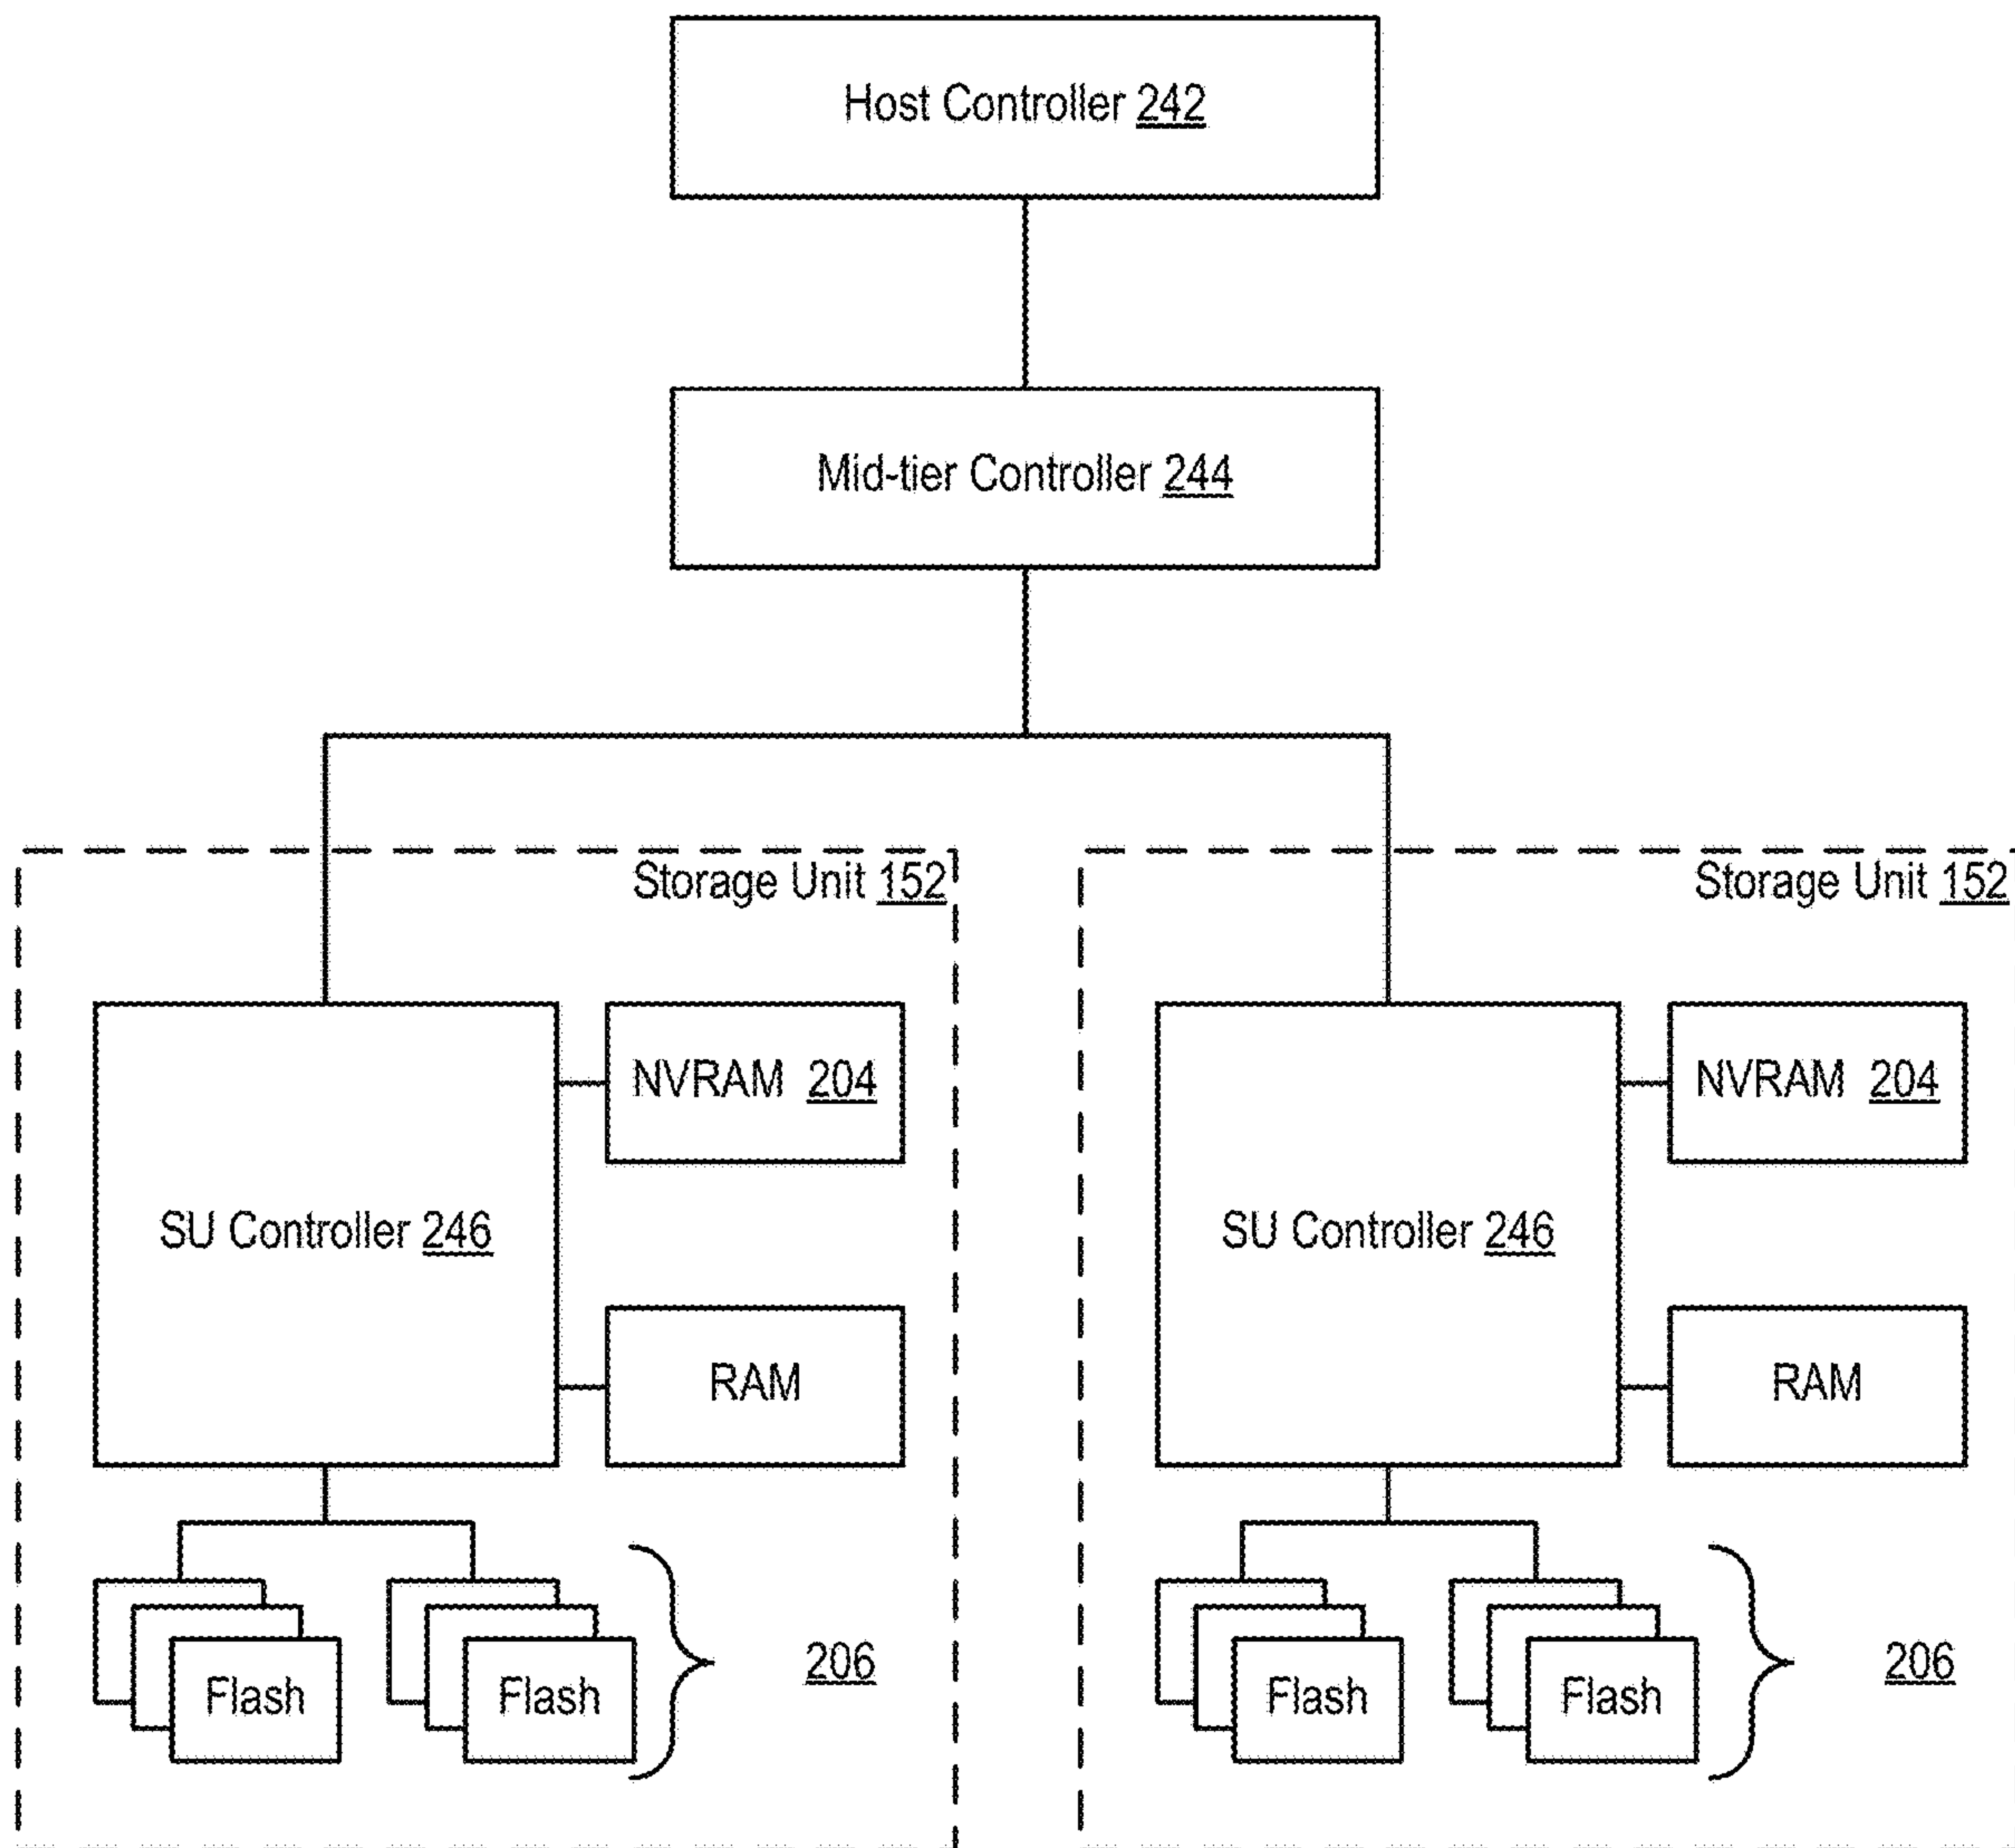 Host Controller 242
Mid-tier Controller 244
Storage Unit 152
SU Controller 246
NVRAM 204
RAM
Flash
Flash
206
Storage Unit 152
SU Controller 246
NVRAM 204
RAM
Flash
Flash
206